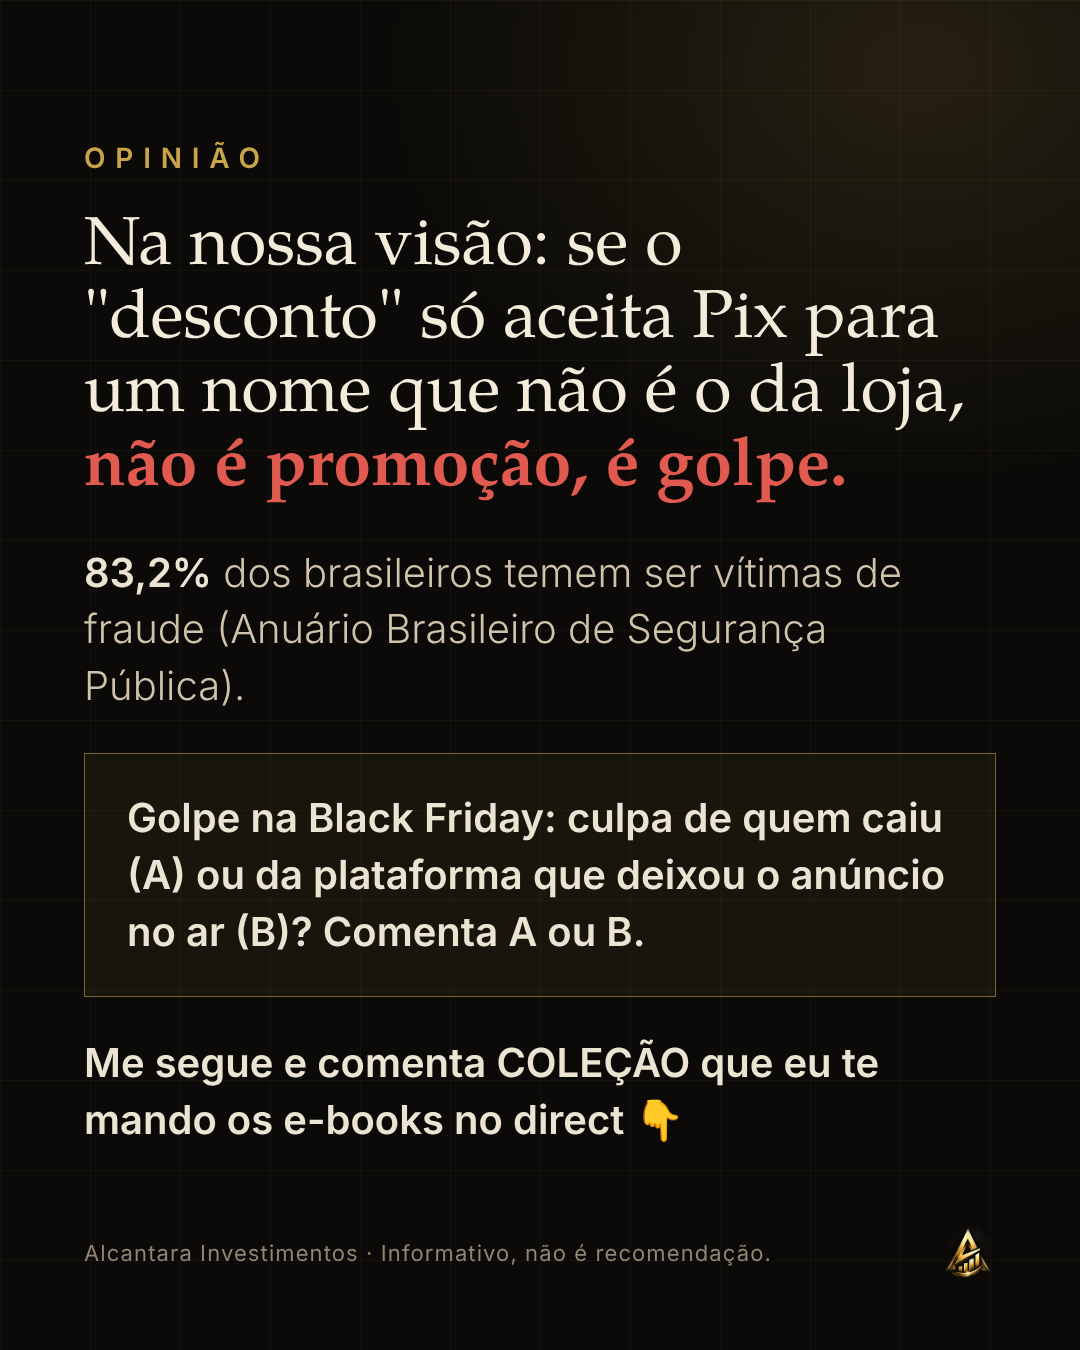 OPINIÃO
Na nossa visão: se o
"desconto" só aceita Pix para
um nome que não é o da loja,
não é promoção, é golpe.
83,2% dos brasileiros temem ser vítimas de
fraude (Anuário Brasileiro de Segurança
Pública).
Golpe na Black Friday: culpa de quem caiu
(A) ou da plataforma que deixou o anúncio
no ar (B)? Comenta A ou B.
Me segue e comenta COLEÇÃO que eu te
mando os e-books no direct 👇
Alcantara Investimentos · Informativo, não é recomendação.